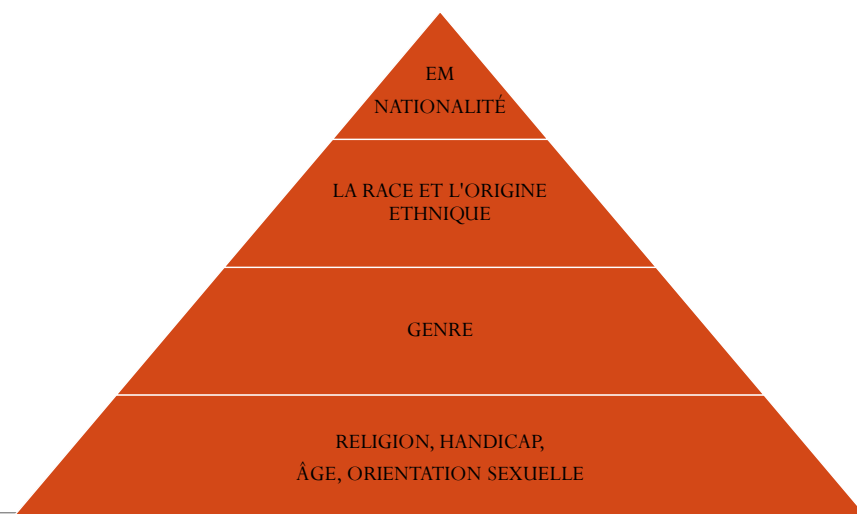 EM
NATIONALITÉ
LA RACE ET L'ORIGINE
ETHNIQUE
GENRE
RELIGION, HANDICAP,
ÂGE, ORIENTATION SEXUELLE